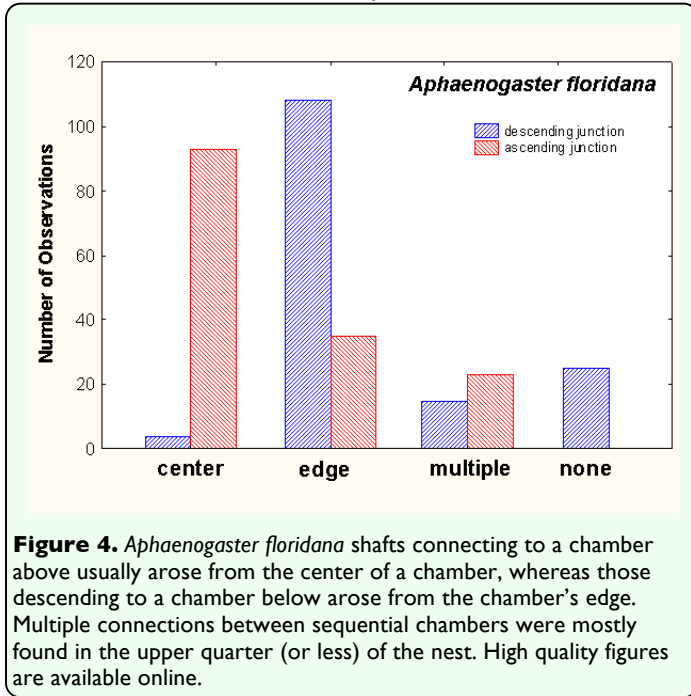 120
Aphaenogaster floridana
descending junction
ascending junction
100
80
60
40
20
0
Number of Observations
center edge multiple none
Figure 4. Aphaenogaster floridana shafts connecting to a chamber
above usually arose from the center of a chamber, whereas those
descending to a chamber below arose from the chamber's edge.
Multiple connections between sequential chambers were mostly
found in the upper quarter (or less) of the nest. High quality figures
are available online.